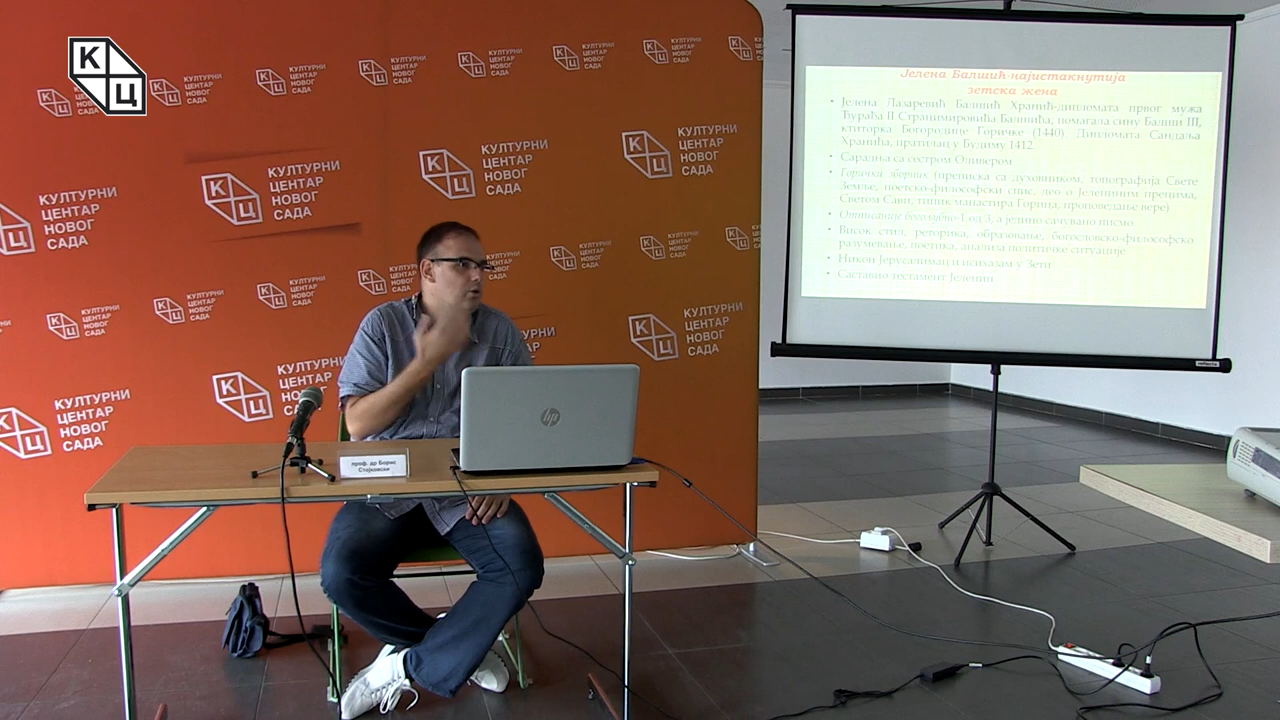 К
Ц
КУЛТУРНИ
ЦЕНТАР
НОВОГ
САДА
Јелена Балшић-најистакнутија
зетска жена
• Јелена Лазаревић Балшић Хранић-дипломата првог мужа
Ђурађа II Страцимировића Балшића, помагала сину Балши III,
ктиторка Богородице Горичке (1440). Дипломата Сандаља
Хранића, пратилац у Будиму 1412.
• Сарадња са сестром Оливером
• Горички зборник (преписка са духовником, топографија Свете
Земље, поетско-философски спис, део о Јелениним прецима,
Светом Сави, типик манастира Горица, проповедање вере)
• Отписаније богољубно-1 од 3, а једино сачувано писмо
• Висок стил, реторика, образовање, богословско-философско
разумевање, поетика, анализа политичке ситуације
• Никон Јерусалимац и исихазам у Зети
• Саставио тестамент Јеленин
проф. др Борис
Стојковски
hp